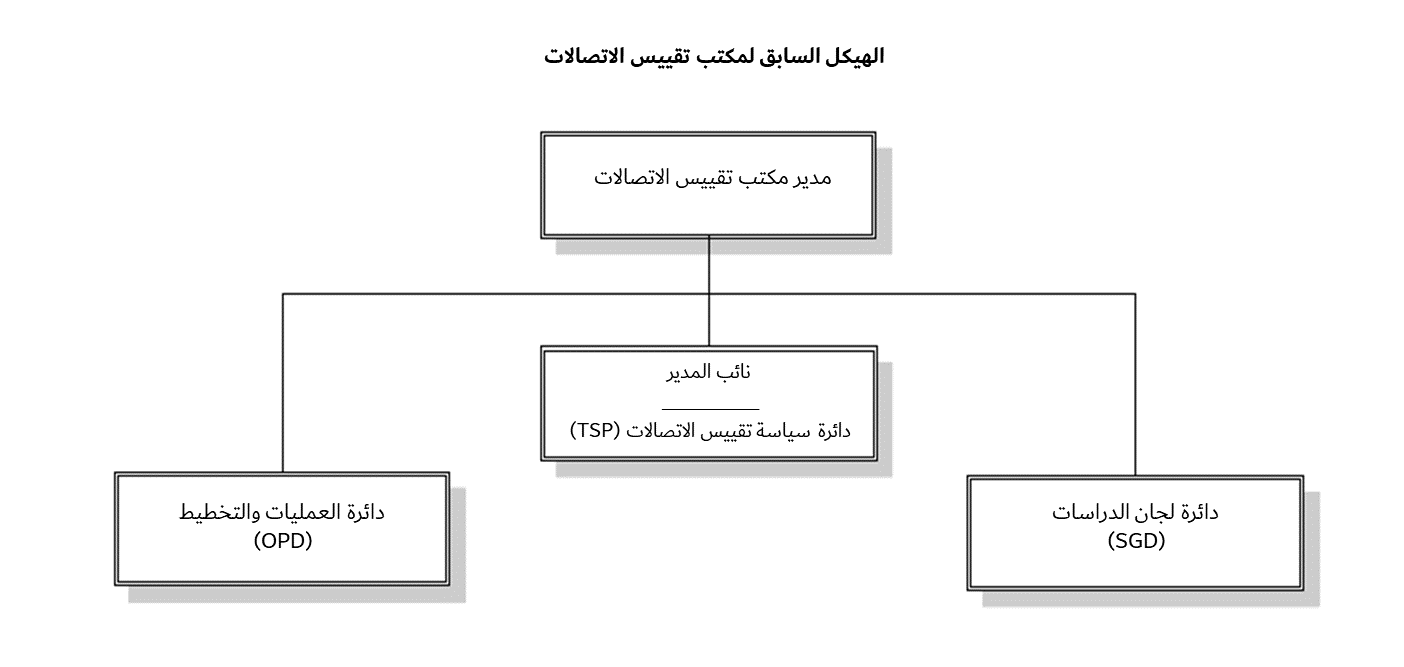 الهيكل السابق لمكتب تقييس الاتصالات
مدير مكتب تقييس الاتصالات
نائب المدير
دائرة سياسة تقييس الاتصالات (TSP)
دائرة لجان الدراسات
(SGD)
دائرة العمليات والتخطيط
(OPD)